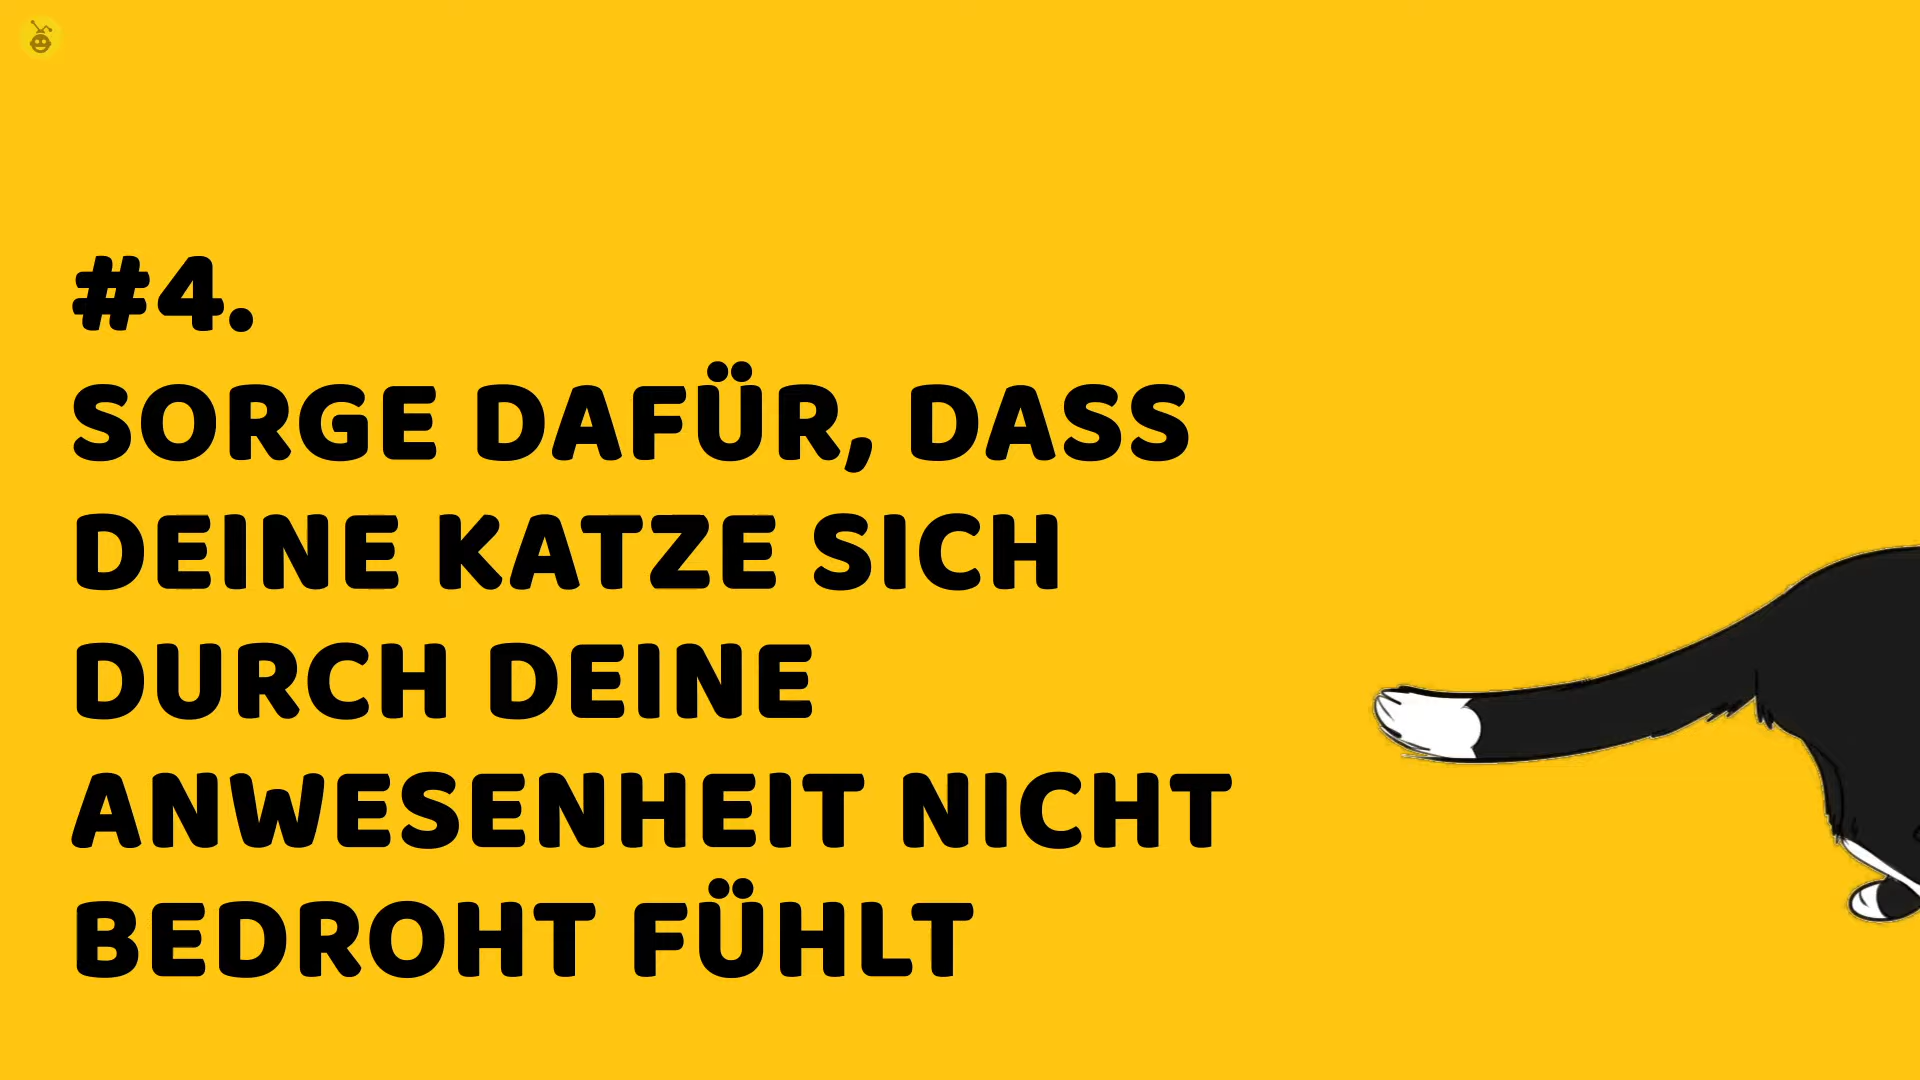 #4.
SORGE DAFÜR, DASS
DEINE KATZE SICH
DURCH DEINE
ANWESENHEIT NICHT
BEDROHT FÜHLT